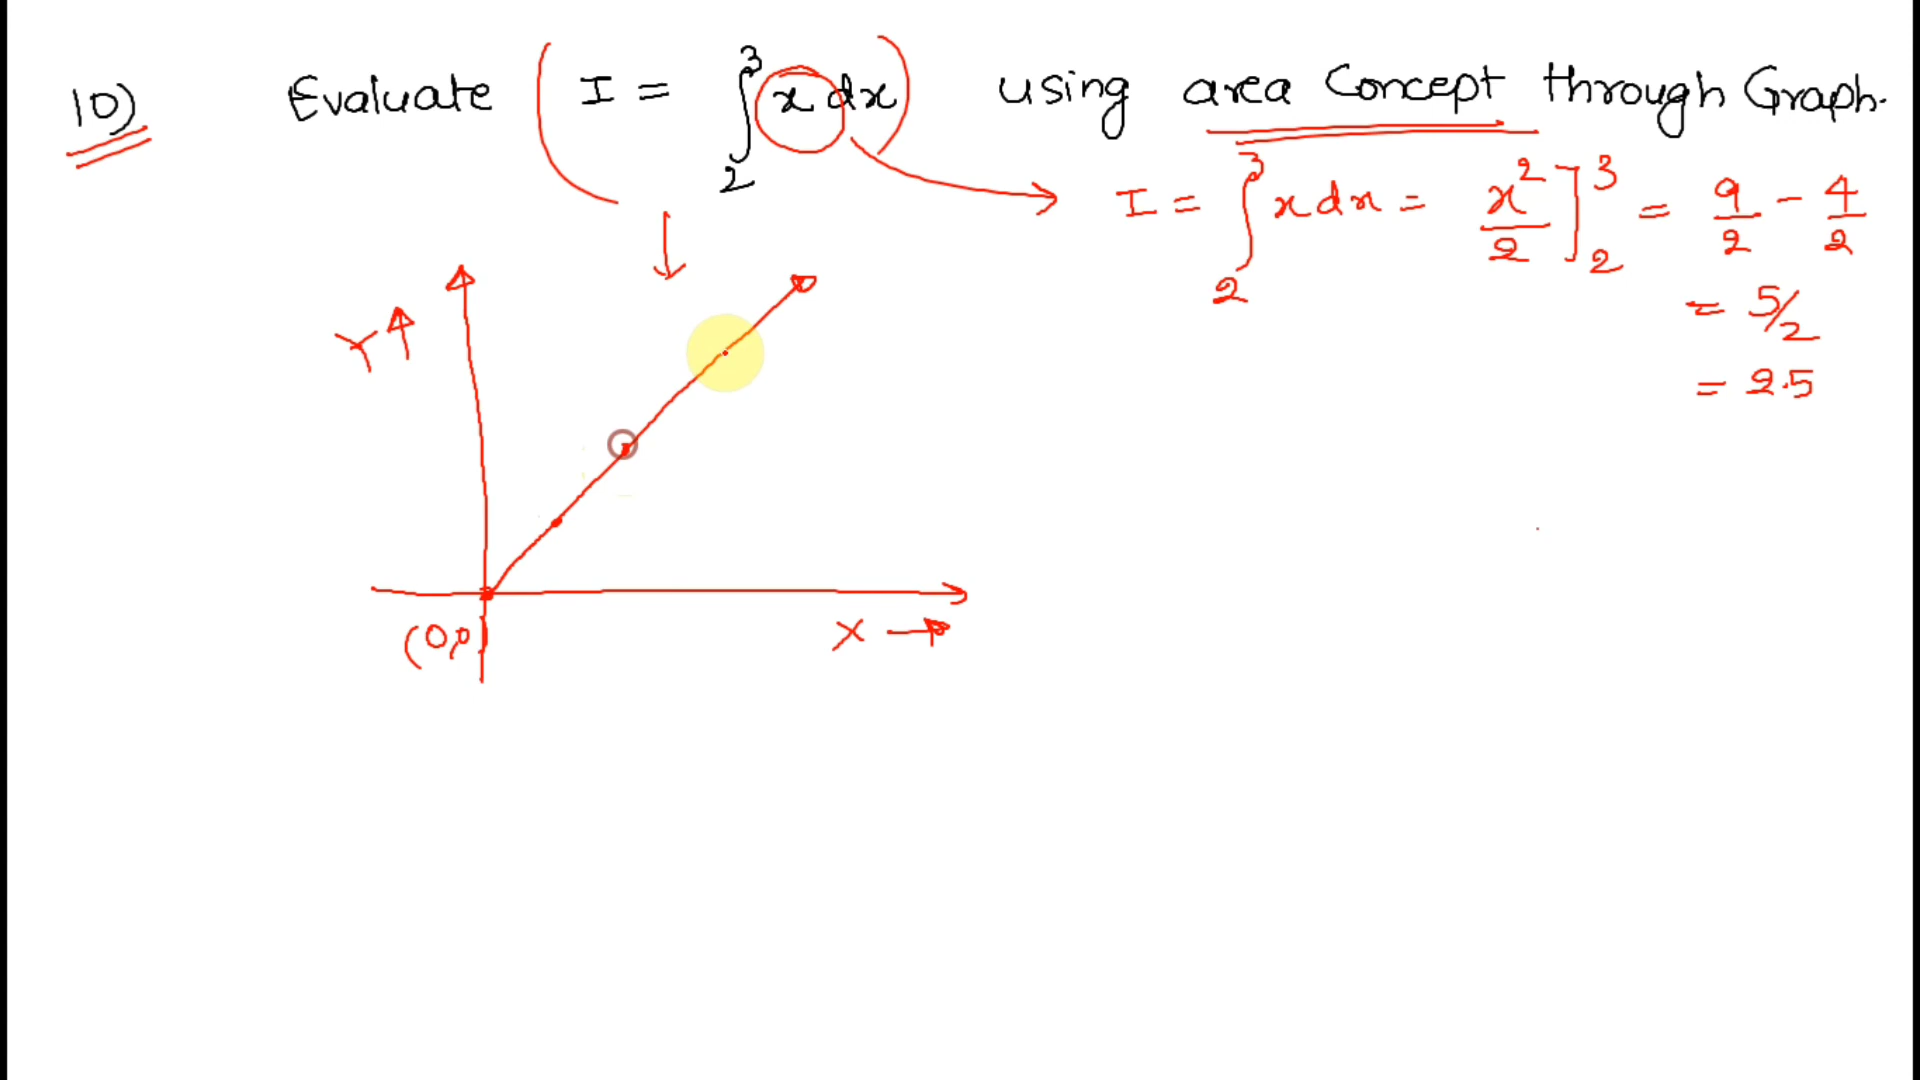 10) Evaluate ( I = ∫₂³ x dx ) using area Concept through Graph.
I = ∫₂³ x dx = x²/2 ]₂³ = 9/2 - 4/2
= 5/2
= 2.5
Y
(0,0)
X